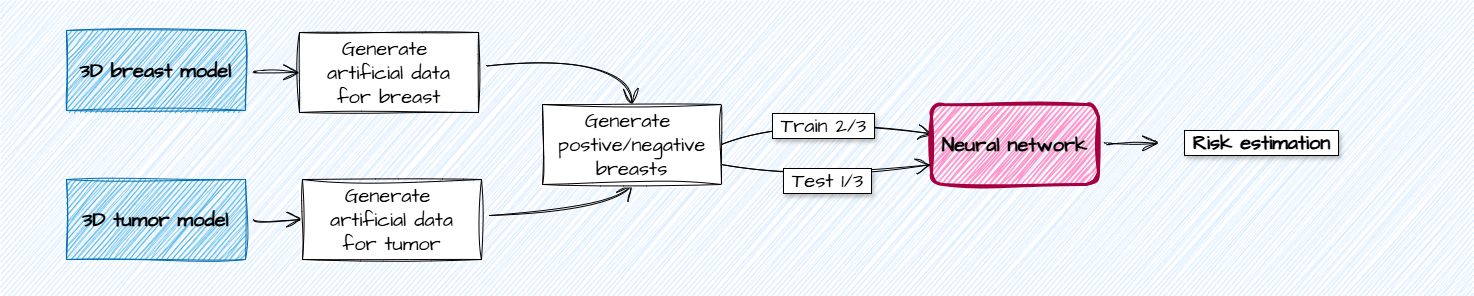 3D breast model
Generate
artificial data
for breast
Generate
postive/negative
breasts
Train 2/3
Test 1/3
Neural network
Risk estimation
3D tumor model
Generate
artificial data
for tumor